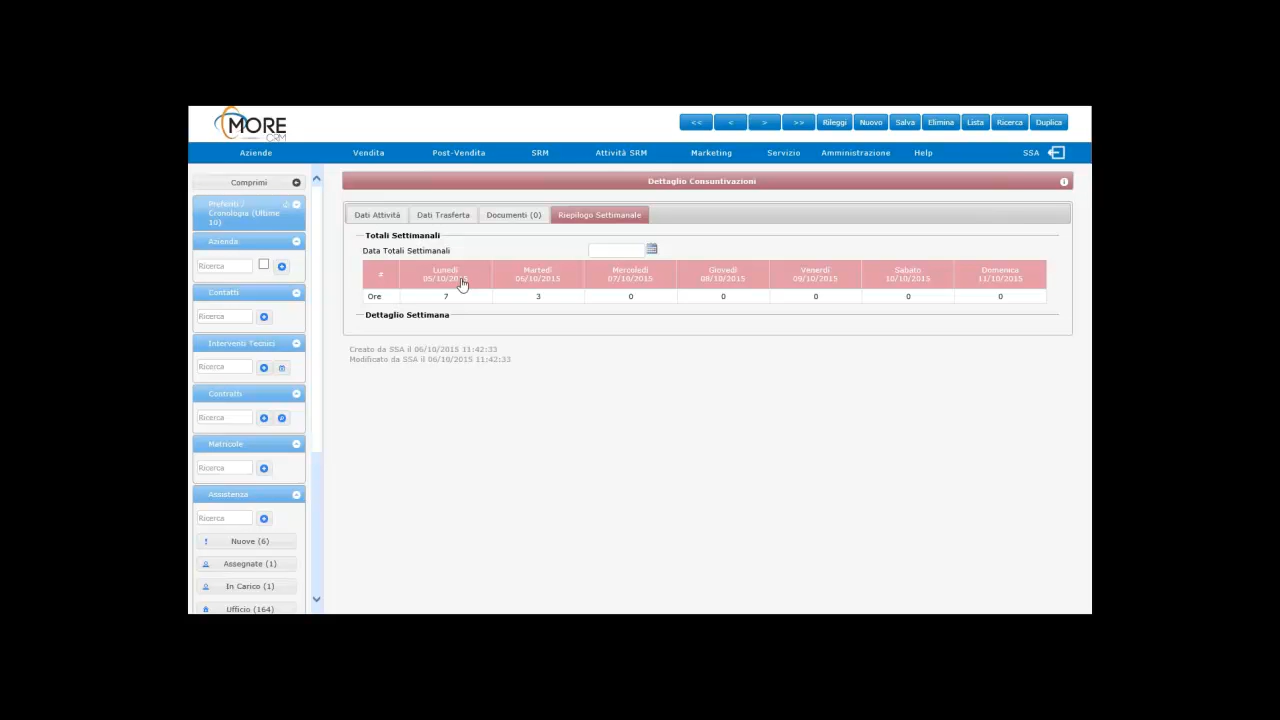 MORE
CRM
<< < > >> Rileggi Nuovo Salva Elimina Lista Ricerca Duplica
Aziende Vendita Post-Vendita SRM Attività SRM Marketing Servizio Amministrazione Help SSA
Comprimi
Preferiti /
Cronologia (Ultime
10)
Azienda
Ricerca
Contatti
Ricerca
Interventi Tecnici
Ricerca
Contratti
Ricerca
Matricole
Ricerca
Assistenza
Ricerca
Nuove (6)
Assegnate (1)
In Carico (1)
Ufficio (164)
Dettaglio Consuntivazioni
Dati Attività Dati Trasferta Documenti (0) Riepilogo Settimanale
Totali Settimanali
Data Totali Settimanali
# Lunedì Martedì Mercoledì Giovedì Venerdì Sabato Domenica
05/10/2015 06/10/2015 07/10/2015 08/10/2015 09/10/2015 10/10/2015 11/10/2015
Ore 7 3 0 0 0 0 0
Dettaglio Settimana
Creato da SSA il 06/10/2015 11:42:33
Modificato da SSA il 06/10/2015 11:42:33